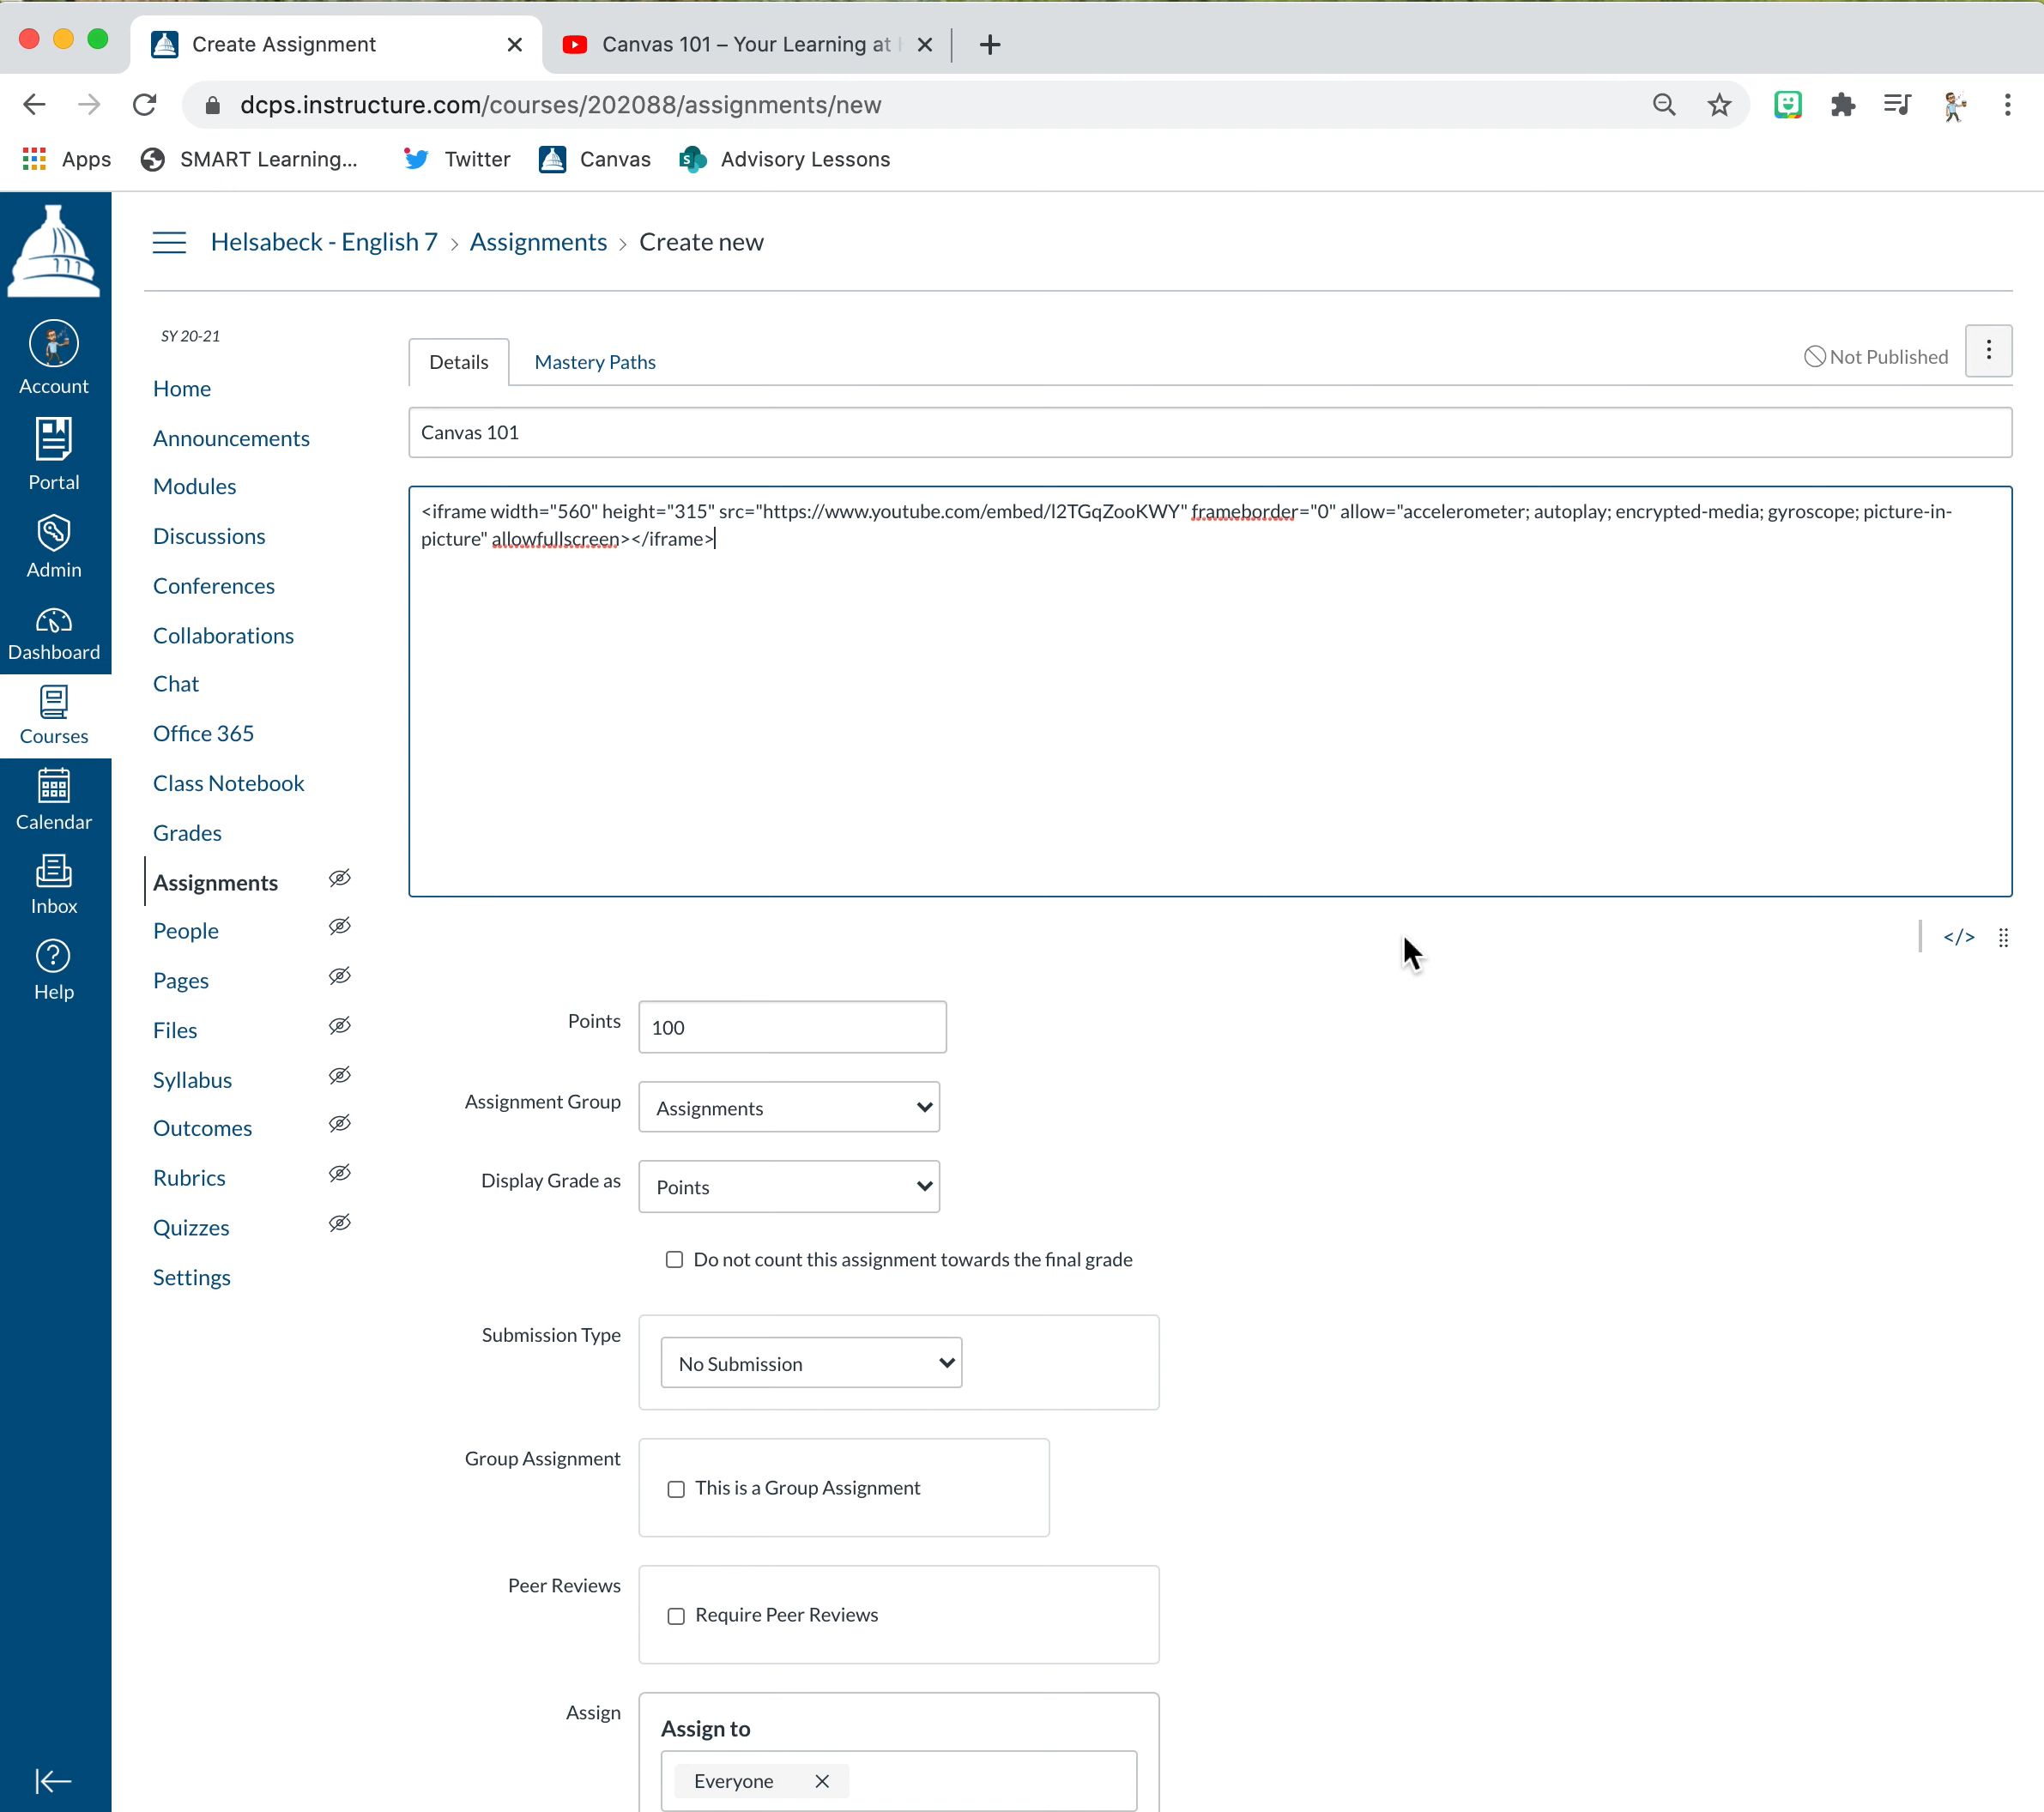 Create Assignment
Canvas 101 – Your Learning at
dcps.instructure.com/courses/202088/assignments/new
Apps
SMART Learning...
Twitter
Canvas
Advisory Lessons
Helsabeck - English 7 > Assignments > Create new
SY 20-21
Account
Portal
Admin
Dashboard
Courses
Calendar
Inbox
Help
Home
Announcements
Modules
Discussions
Conferences
Collaborations
Chat
Office 365
Class Notebook
Grades
Assignments
People
Pages
Files
Syllabus
Outcomes
Rubrics
Quizzes
Settings
Details
Mastery Paths
Not Published
Canvas 101
<iframe width="560" height="315" src="https://www.youtube.com/embed/l2TGqZooKWY" frameborder="0" allow="accelerometer; autoplay; encrypted-media; gyroscope; picture-in-
picture" allowfullscreen></iframe>
</>
Points
100
Assignment Group
Assignments
Display Grade as
Points
Do not count this assignment towards the final grade
Submission Type
No Submission
Group Assignment
This is a Group Assignment
Peer Reviews
Require Peer Reviews
Assign
Assign to
Everyone